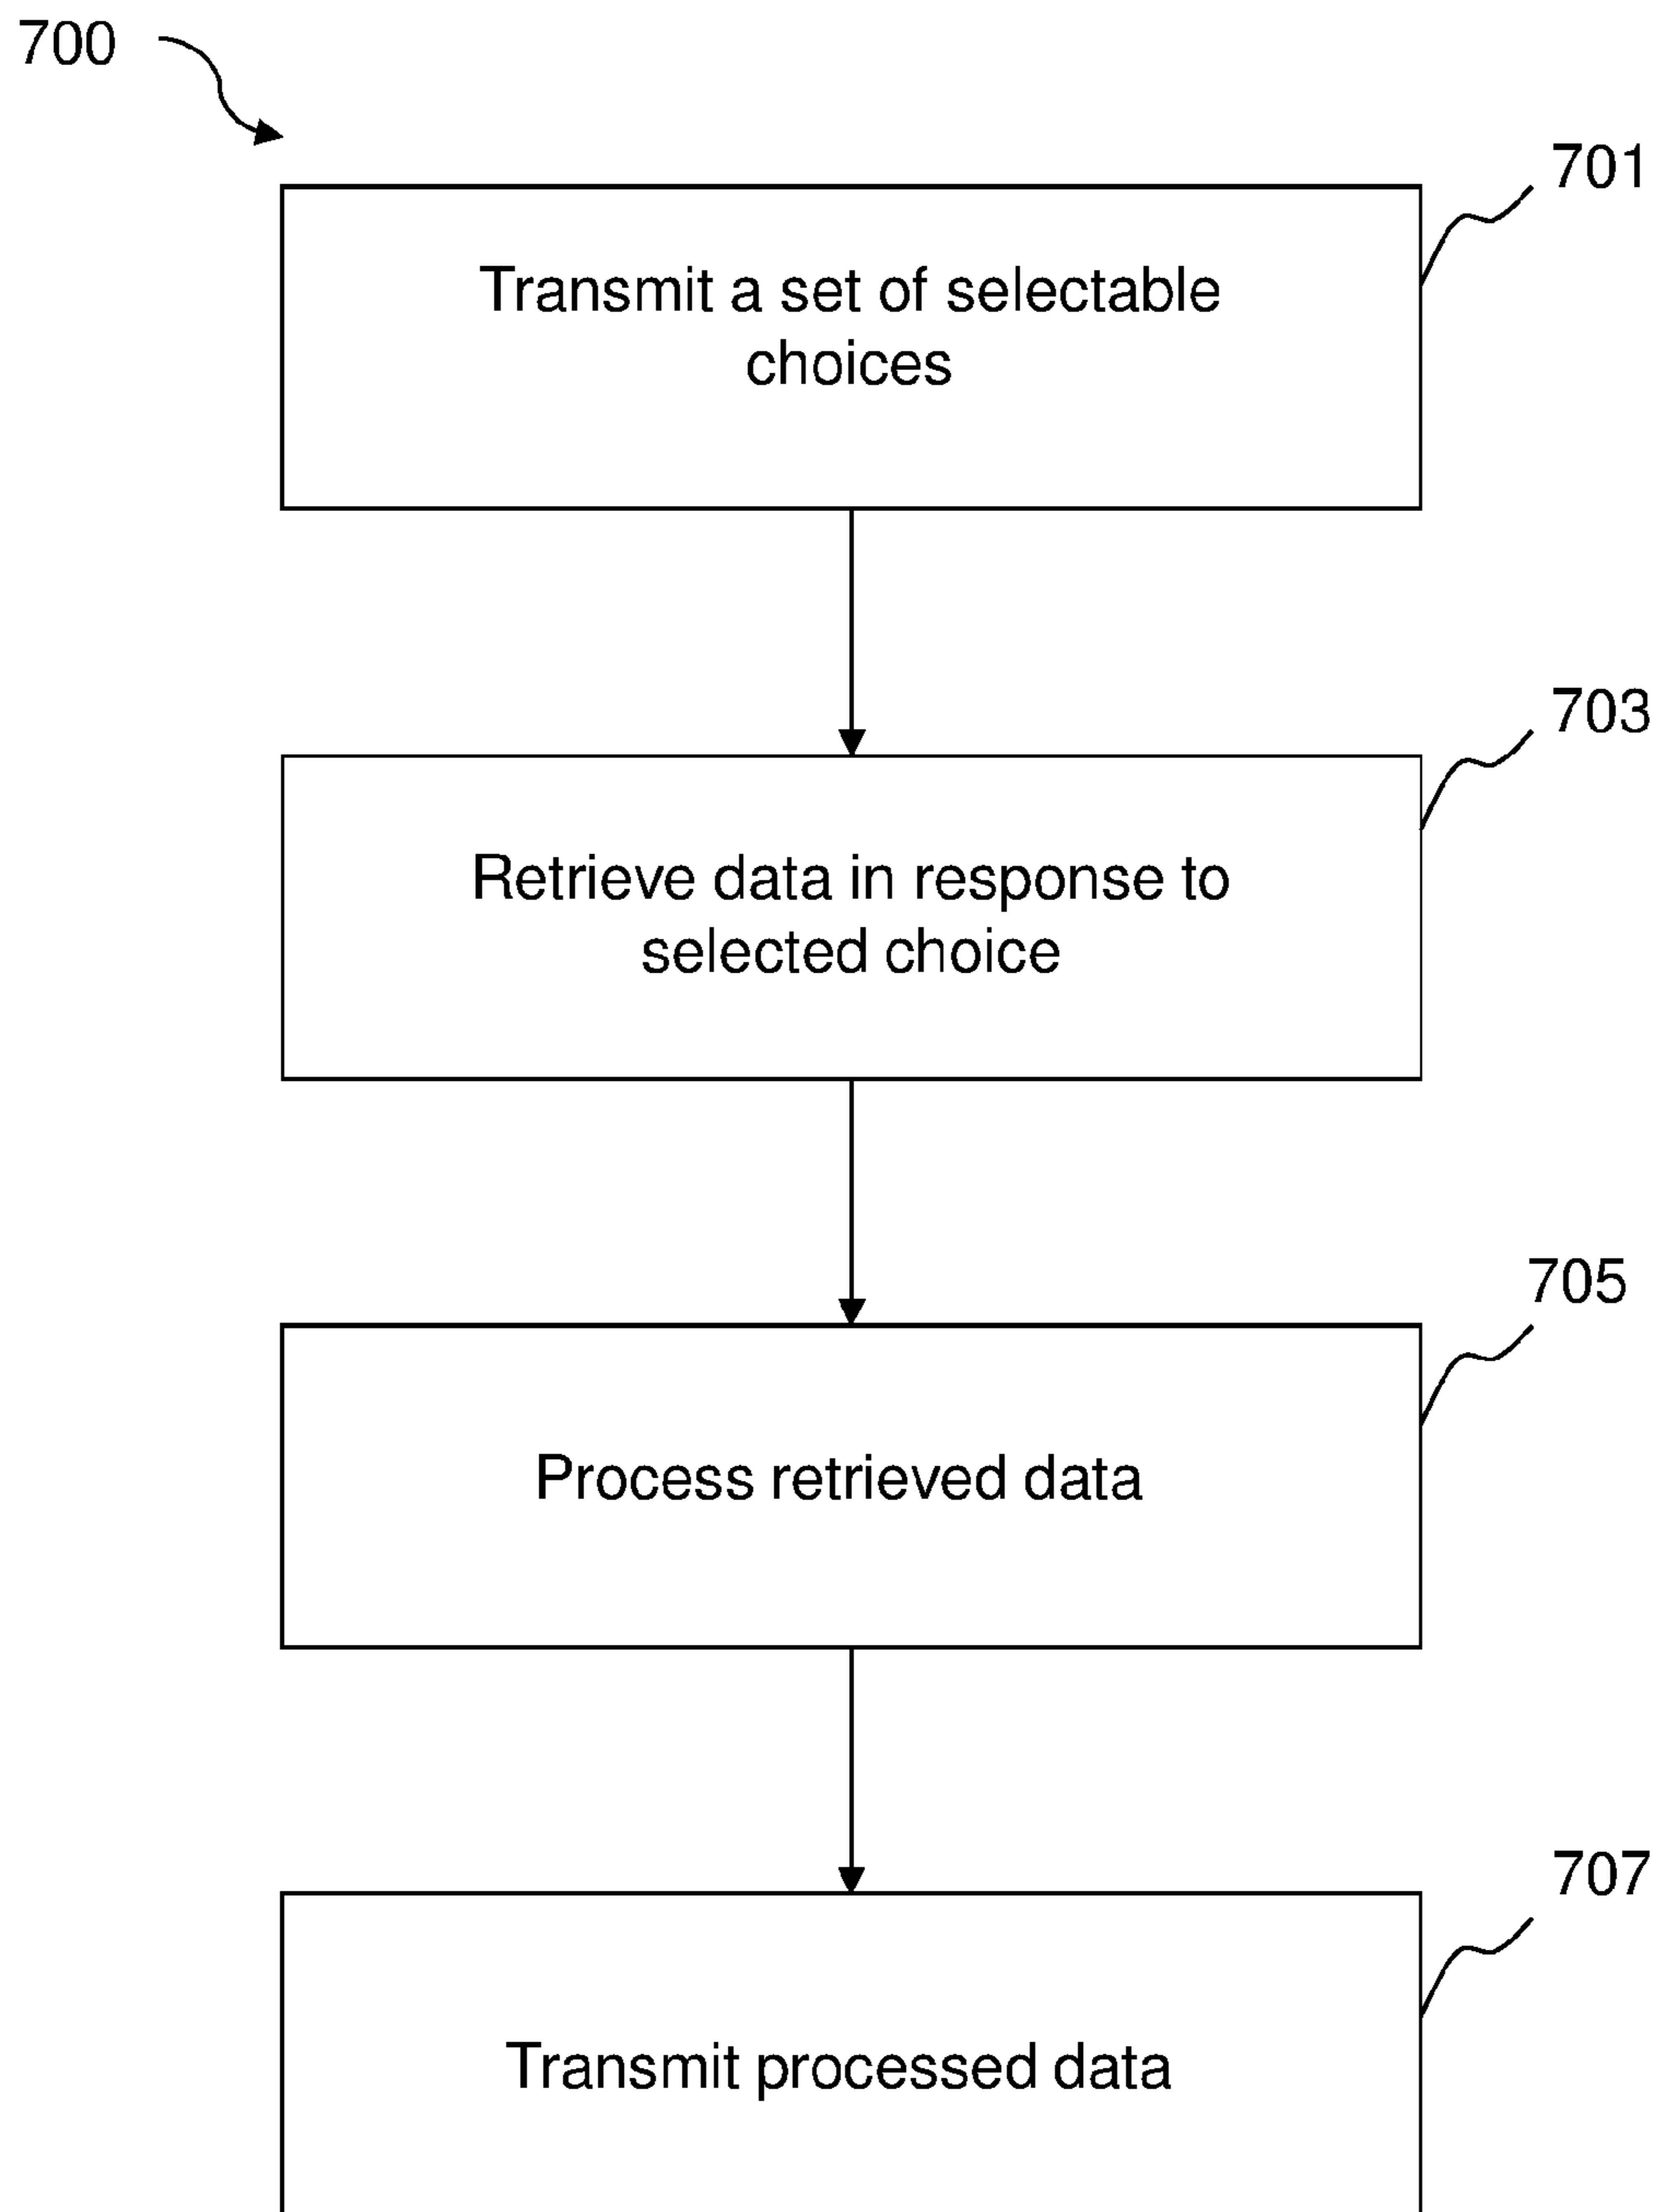 700
701
Transmit a set of selectable
choices
703
Retrieve data in response to
selected choice
705
Process retrieved data
707
Transmit processed data